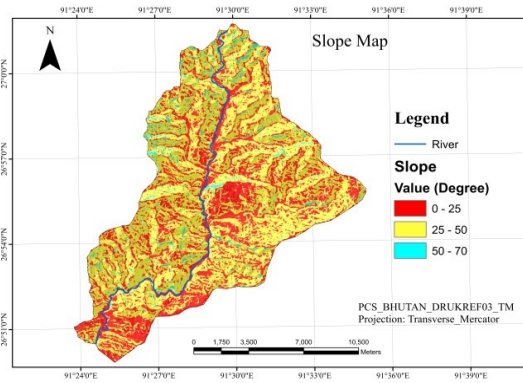 91°24'0"E 91°27'0"E 91°30'0"E 91°33'0"E 91°36'0"E 91°39'0"E
N
Slope Map
27°0'0"N
26°57'0"N
26°54'0"N
26°51'0"N
Legend
River
Slope
Value (Degree)
0 - 25
25 - 50
50 - 70
PCS_BHUTAN_DRUKREF03_TM
Projection: Transverse_Mercator
0 1,750 3,500 7,000 10,500
Meters
91°24'0"E 91°27'0"E 91°30'0"E 91°33'0"E 91°36'0"E 91°39'0"E